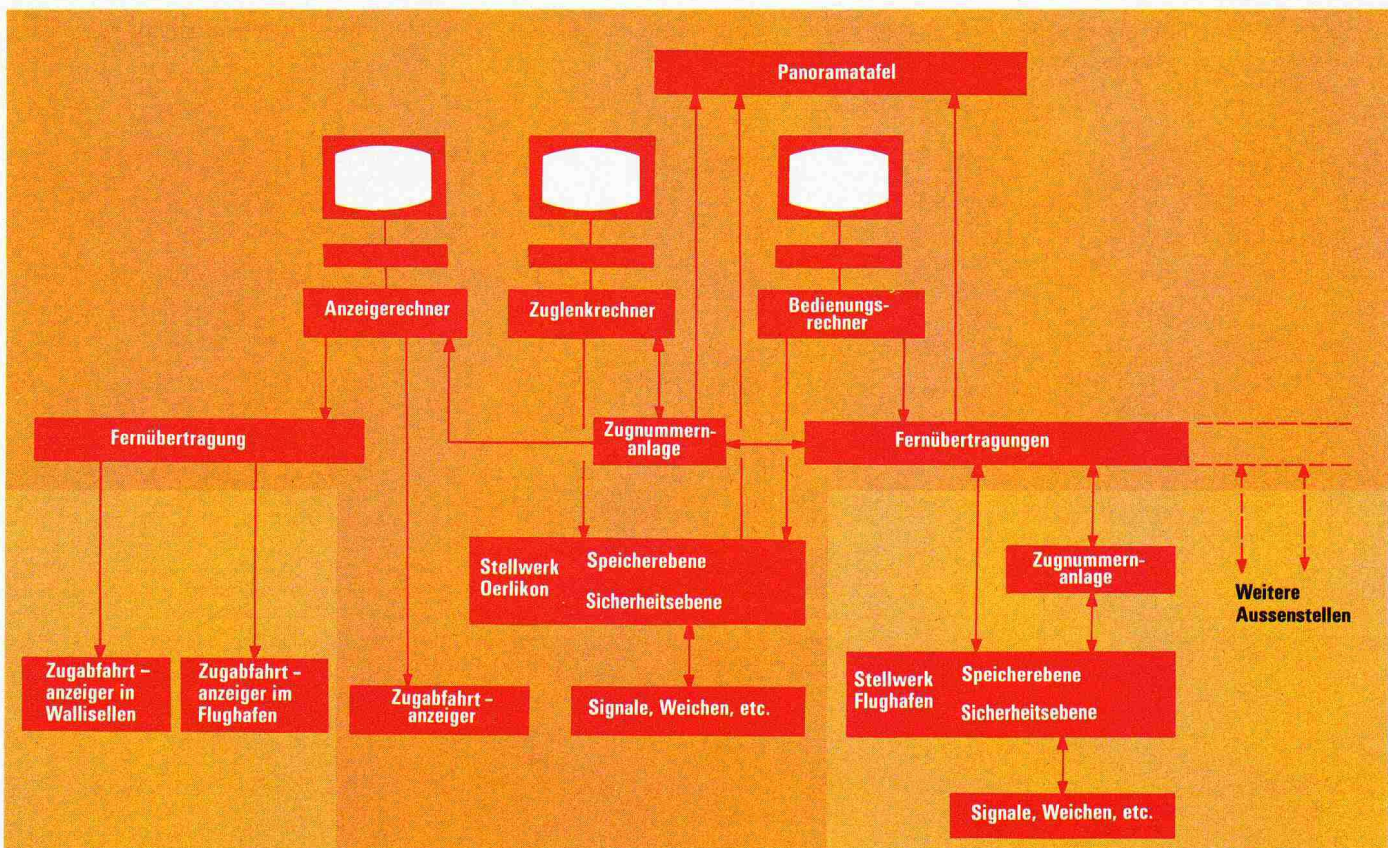 Panoramatafel
Anzeigerechner
Zuglenkrechner
Bedienungs-
rechner
Fernübertragung
Zugnummern-
anlage
Fernübertragungen
Stellwerk
Oerlikon
Speicherebene
Sicherheitsebene
Zugnummern-
anlage
Weitere
Aussenstellen
Zugabfahrt –
anzeiger in
Wallisellen
Zugabfahrt –
anzeiger im
Flughafen
Zugabfahrt –
anzeiger
Signale, Weichen, etc.
Stellwerk
Flughafen
Speicherebene
Sicherheitsebene
Signale, Weichen, etc.